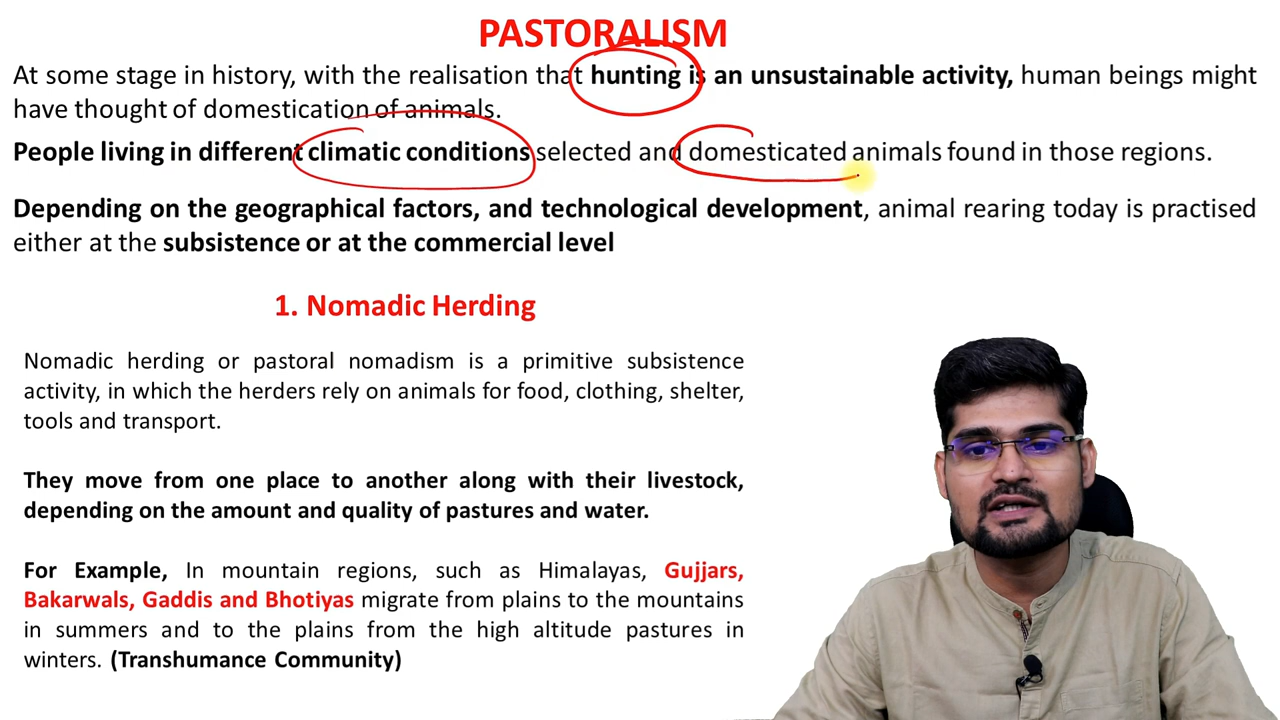 PASTORALISM
At some stage in history, with the realisation that hunting is an unsustainable activity, human beings might
have thought of domestication of animals.
People living in different climatic conditions selected and domesticated animals found in those regions.
Depending on the geographical factors, and technological development, animal rearing today is practised
either at the subsistence or at the commercial level
1. Nomadic Herding
Nomadic herding or pastoral nomadism is a primitive subsistence
activity, in which the herders rely on animals for food, clothing, shelter,
tools and transport.
They move from one place to another along with their livestock,
depending on the amount and quality of pastures and water.
For Example, In mountain regions, such as Himalayas, Gujjars,
Bakarwals, Gaddis and Bhotiyas migrate from plains to the mountains
in summers and to the plains from the high altitude pastures in
winters. (Transhumance Community)